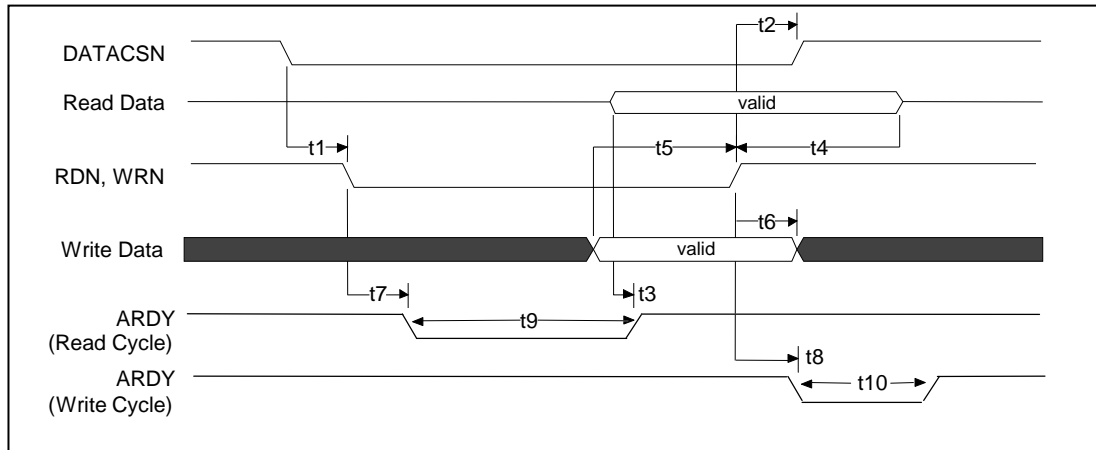 t2
DATACSN
Read Data
valid
t1
t5
t4
RDN, WRN
t6
Write Data
valid
t7
t3
ARDY
t9
(Read Cycle)
t8
ARDY
t10
(Write Cycle)